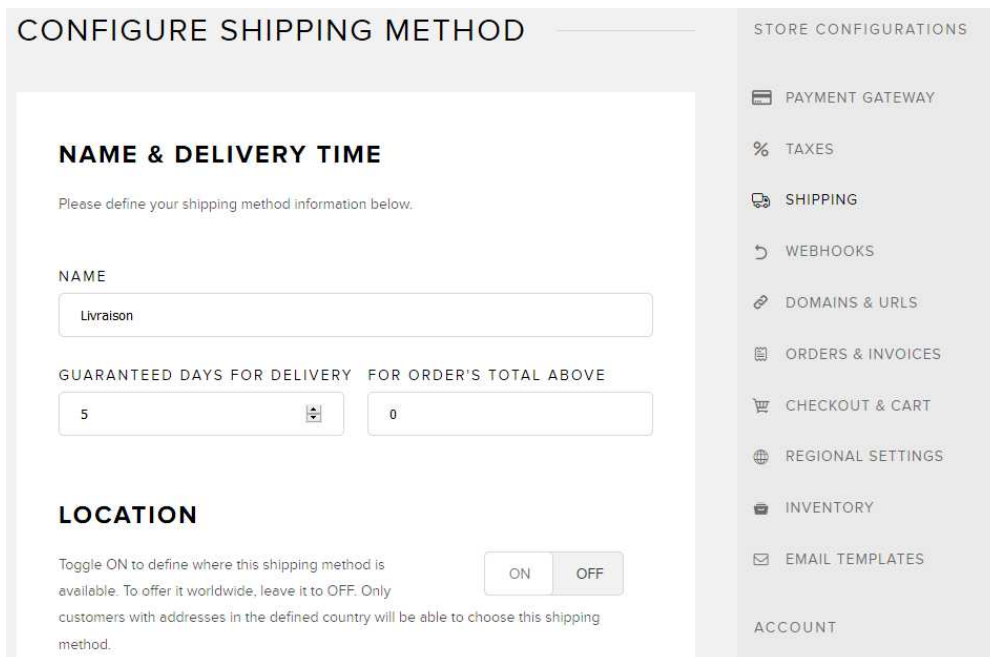 CONFIGURE SHIPPING METHOD
NAME & DELIVERY TIME
Please define your shipping method information below.
NAME
Livraison
GUARANTEED DAYS FOR DELIVERY
FOR ORDER'S TOTAL ABOVE
5
0
LOCATION
Toggle ON to define where this shipping method is
available. To offer it worldwide, leave it to OFF. Only
customers with addresses in the defined country will be able to choose this shipping
method.
ON
OFF
STORE CONFIGURATIONS
PAYMENT GATEWAY
TAXES
SHIPPING
WEBHOOKS
DOMAINS & URLS
ORDERS & INVOICES
CHECKOUT & CART
REGIONAL SETTINGS
INVENTORY
EMAIL TEMPLATES
ACCOUNT